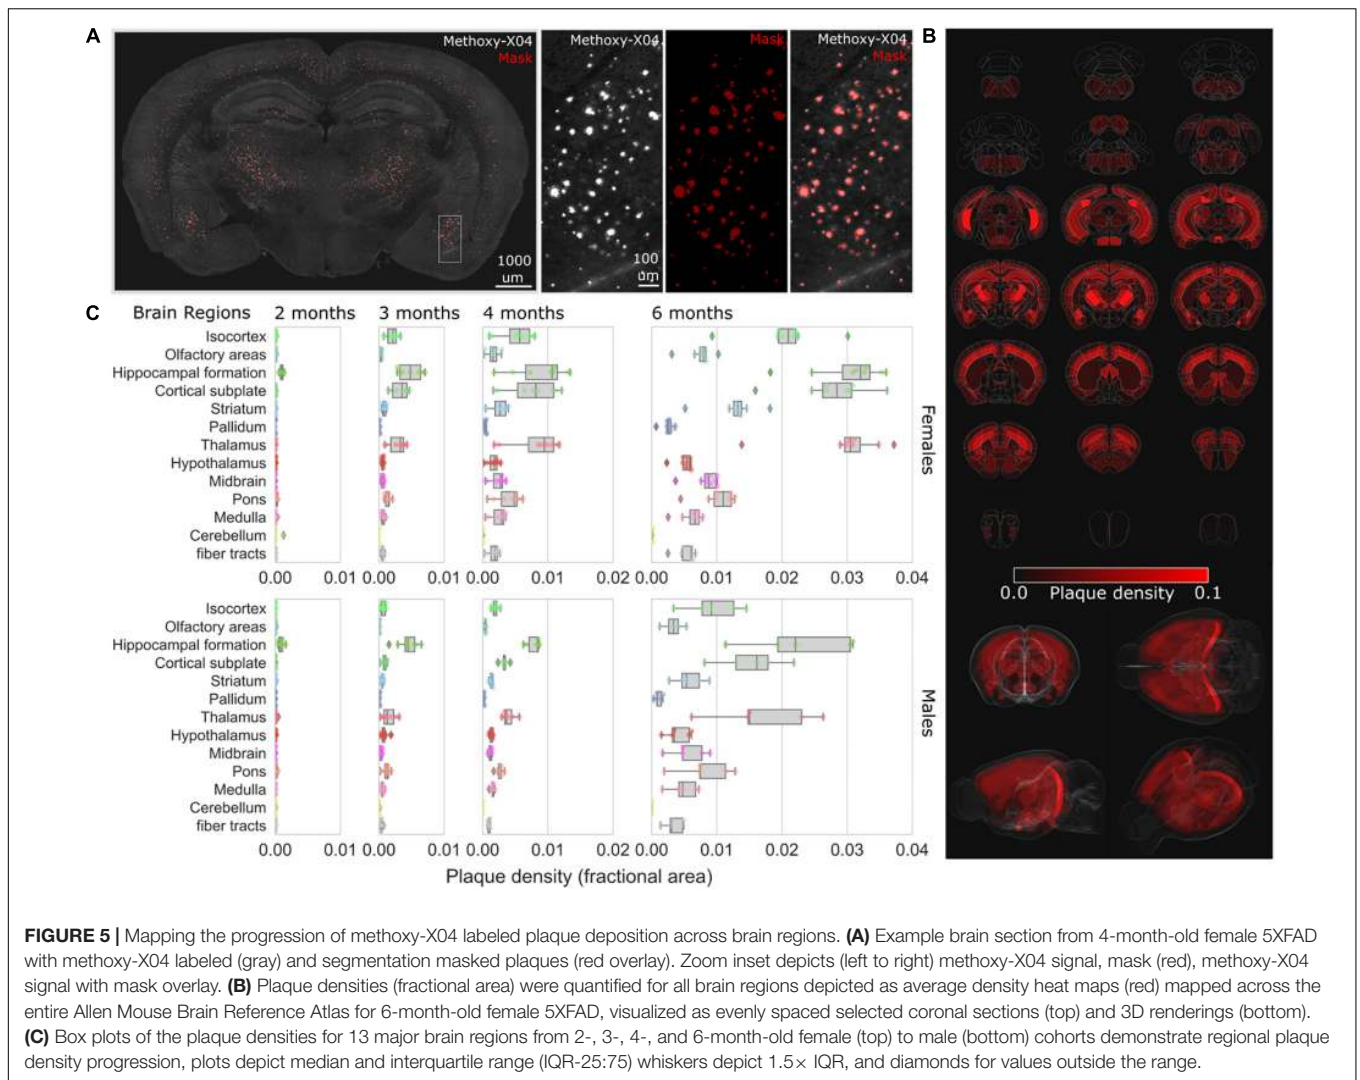 A
Methoxy-X04
Mask
1000
um
Methoxy-X04
100
um
Mask
Methoxy-X04
Mask
B
0.0 Plaque density 0.1
C
Brain Regions 2 months 3 months 4 months 6 months
Isocortex
Olfactory areas
Hippocampal formation
Cortical subplate
Striatum
Pallidum
Thalamus
Hypothalamus
Midbrain
Pons
Medulla
Cerebellum
fiber tracts
Females
0.00 0.01 0.00 0.01 0.00 0.01 0.02 0.00 0.01 0.02 0.03 0.04
Isocortex
Olfactory areas
Hippocampal formation
Cortical subplate
Striatum
Pallidum
Thalamus
Hypothalamus
Midbrain
Pons
Medulla
Cerebellum
fiber tracts
Males
0.00 0.01 0.00 0.01 0.00 0.01 0.02 0.00 0.01 0.02 0.03 0.04
Plaque density (fractional area)
FIGURE 5 | Mapping the progression of methoxy-X04 labeled plaque deposition across brain regions. (A) Example brain section from 4-month-old female 5XFAD
with methoxy-X04 labeled (gray) and segmentation masked plaques (red overlay). Zoom inset depicts (left to right) methoxy-X04 signal, mask (red), methoxy-X04
signal with mask overlay. (B) Plaque densities (fractional area) were quantified for all brain regions depicted as average density heat maps (red) mapped across the
entire Allen Mouse Brain Reference Atlas for 6-month-old female 5XFAD, visualized as evenly spaced selected coronal sections (top) and 3D renderings (bottom).
(C) Box plots of the plaque densities for 13 major brain regions from 2-, 3-, 4-, and 6-month-old female (top) to male (bottom) cohorts demonstrate regional plaque
density progression, plots depict median and interquartile range (IQR-25:75) whiskers depict 1.5× IQR, and diamonds for values outside the range.